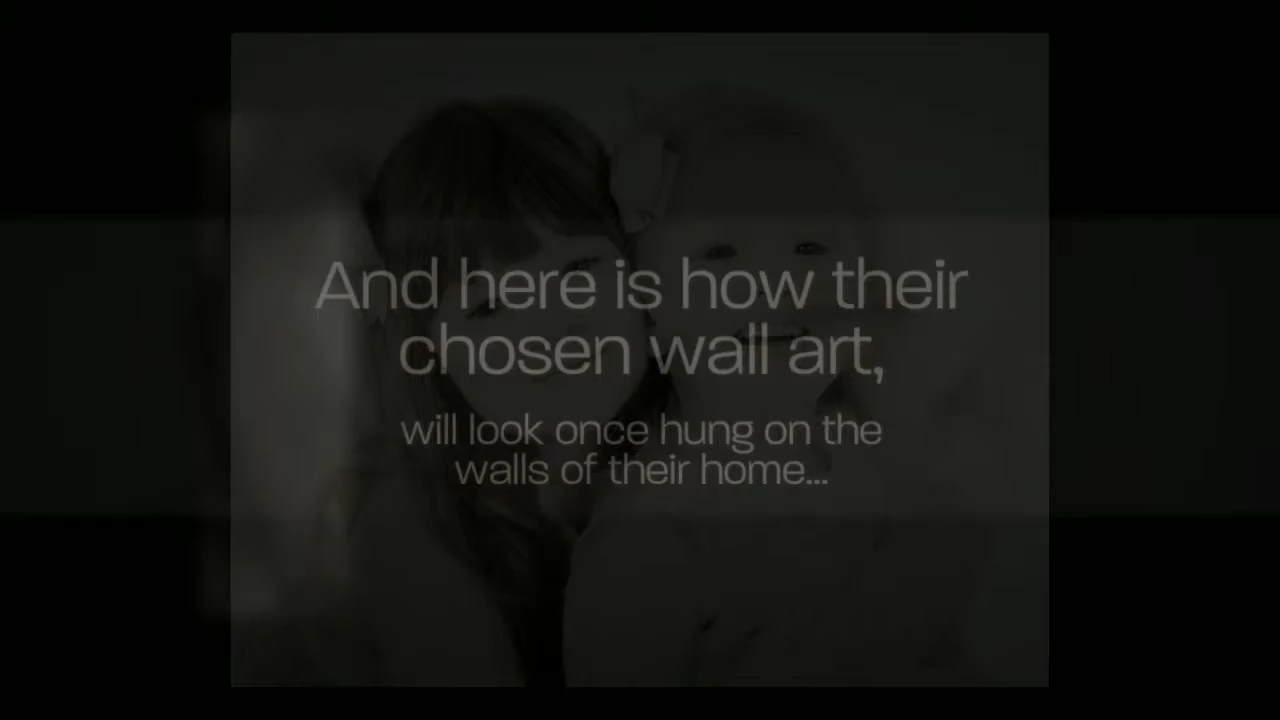 And here is how their
chosen wall art,
will look once hung on the
walls of their home...